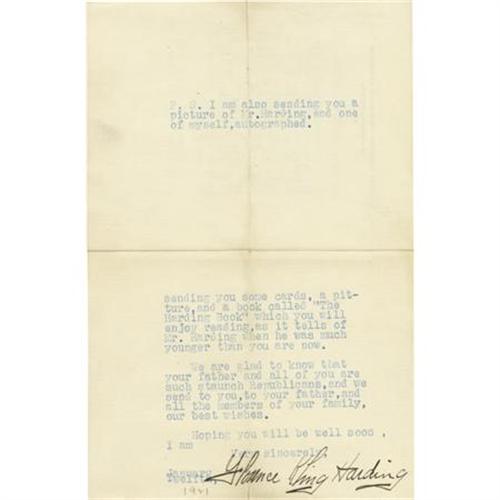 P. S. I am also sending you a
picture of Mr.Harding,and one
of myself,autographed.
sending you some cards, a pit-
ture,and a book called "The
Harding Book" which you will
enjoy reading,as it tells of
Mr. Harding when he was much
younger than you are now.
We are glad to know that
your father and all of you are
such staunch Republicans,and we
send to you,to your father,and
all the members of your family,
our best wishes.
Hoping you will be well soon ,
I am
Very sincerely
January
Twelfth,
Florence Kling Harding
1921